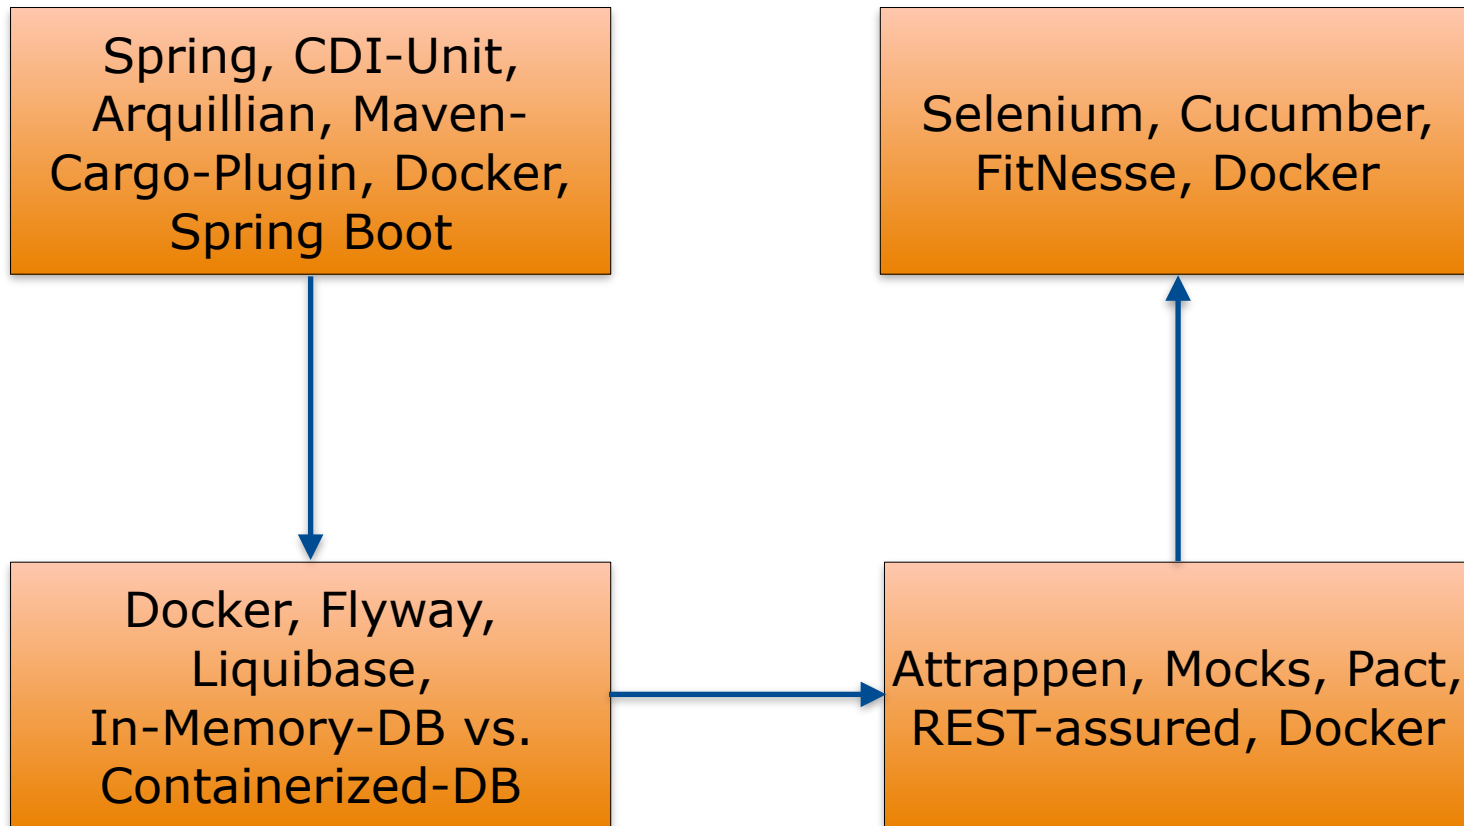 Spring, CDI-Unit,
Arquillian, Maven-
Cargo-Plugin, Docker,
Spring Boot
Selenium, Cucumber,
FitNesse, Docker
Docker, Flyway,
Liquibase,
In-Memory-DB vs.
Containerized-DB
Attrappen, Mocks, Pact,
REST-assured, Docker